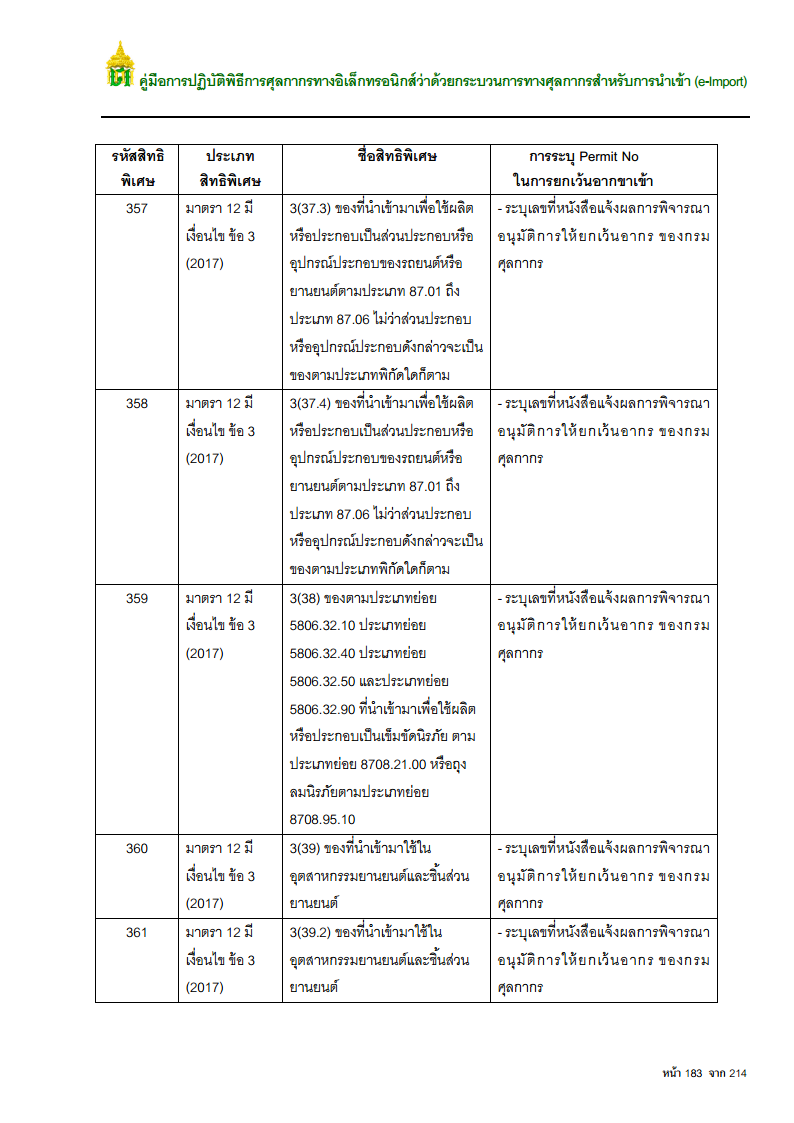 คู่มือการปฏิบัติพิธีการศุลกากรทางอิเล็กทรอนิกส์ว่าด้วยกระบวนการทางศุลกากรสำหรับการนำเข้า (e-Import)
รหัสสิทธิ
พิเศษ
ประเภท
สิทธิพิเศษ
ชื่อสิทธิพิเศษ
การระบุ Permit No
ในการยกเว้นอากขาเข้า
357
มาตรา 12 มี
เงื่อนไข ข้อ 3
(2017)
3(37.3) ของที่นำเข้ามาเพื่อใช้ผลิต
หรือประกอบเป็นส่วนประกอบหรือ
อุปกรณ์ประกอบของรถยนต์หรือ
ยานยนต์ตามประเภท 87.01 ถึง
ประเภท 87.06 ไม่ว่าส่วนประกอบ
หรืออุปกรณ์ประกอบดังกล่าวจะเป็น
ของตามประเภทพิกัดใดก็ตาม
- ระบุเลขที่หนังสือแจ้งผลการพิจารณา
อนุมัติการให้ยกเว้นอากร ของกรม
ศุลกากร
358
มาตรา 12 มี
เงื่อนไข ข้อ 3
(2017)
3(37.4) ของที่นำเข้ามาเพื่อใช้ผลิต
หรือประกอบเป็นส่วนประกอบหรือ
อุปกรณ์ประกอบของรถยนต์หรือ
ยานยนต์ตามประเภท 87.01 ถึง
ประเภท 87.06 ไม่ว่าส่วนประกอบ
หรืออุปกรณ์ประกอบดังกล่าวจะเป็น
ของตามประเภทพิกัดใดก็ตาม
- ระบุเลขที่หนังสือแจ้งผลการพิจารณา
อนุมัติการให้ยกเว้นอากร ของกรม
ศุลกากร
359
มาตรา 12 มี
เงื่อนไข ข้อ 3
(2017)
3(38) ของตามประเภทย่อย
5806.32.10 ประเภทย่อย
5806.32.40 ประเภทย่อย
5806.32.50 และประเภทย่อย
5806.32.90 ที่นำเข้ามาเพื่อใช้ผลิต
หรือประกอบเป็นเข็มขัดนิรภัย ตาม
ประเภทย่อย 8708.21.00 หรือถุง
ลมนิรภัยตามประเภทย่อย
8708.95.10
- ระบุเลขที่หนังสือแจ้งผลการพิจารณา
อนุมัติการให้ยกเว้นอากร ของกรม
ศุลกากร
360
มาตรา 12 มี
เงื่อนไข ข้อ 3
(2017)
3(39) ของที่นำเข้ามาใช้ใน
อุตสาหกรรมยานยนต์และชิ้นส่วน
ยานยนต์
- ระบุเลขที่หนังสือแจ้งผลการพิจารณา
อนุมัติการให้ยกเว้นอากร ของกรม
ศุลกากร
361
มาตรา 12 มี
เงื่อนไข ข้อ 3
(2017)
3(39.2) ของที่นำเข้ามาใช้ใน
อุตสาหกรรมยานยนต์และชิ้นส่วน
ยานยนต์
- ระบุเลขที่หนังสือแจ้งผลการพิจารณา
อนุมัติการให้ยกเว้นอากร ของกรม
ศุลกากร
หน้า 183 จาก 214